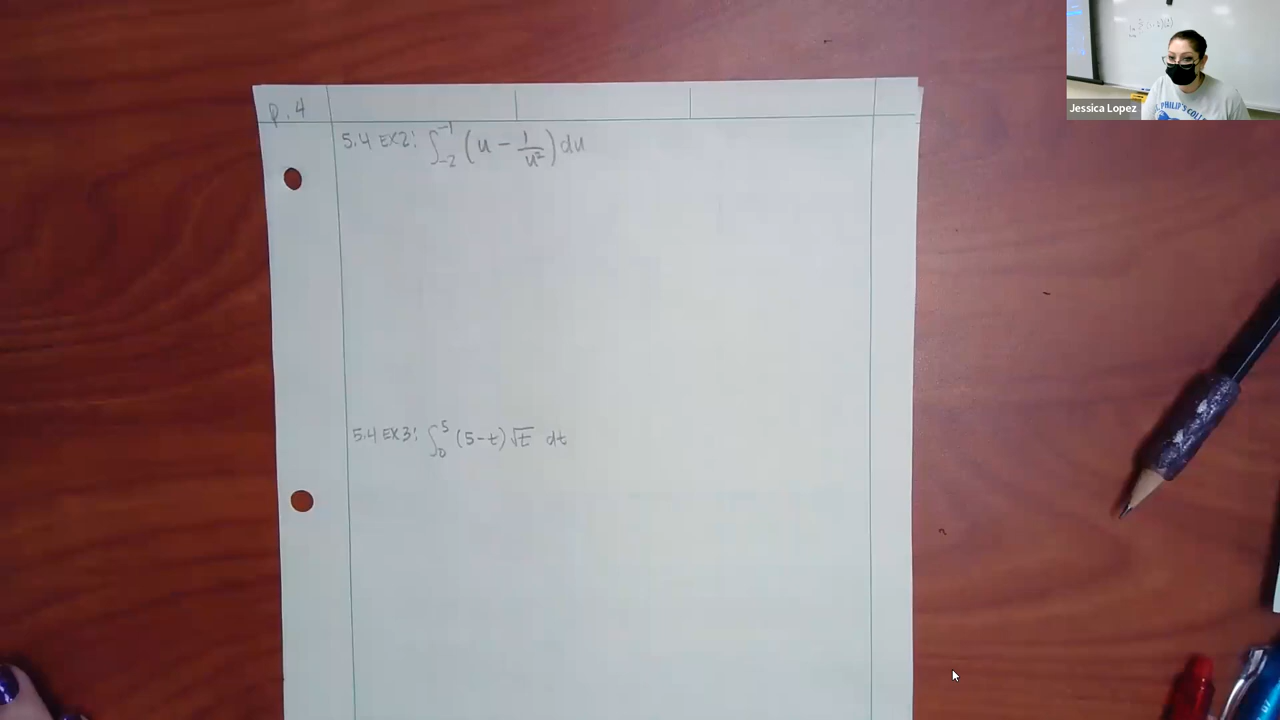 Jessica Lopez
P. 4
5.4 EX2: ∫_{-2}^{-1} (u - 1/u²) du
5.4 EX3: ∫_0^5 (5-t)√t dt